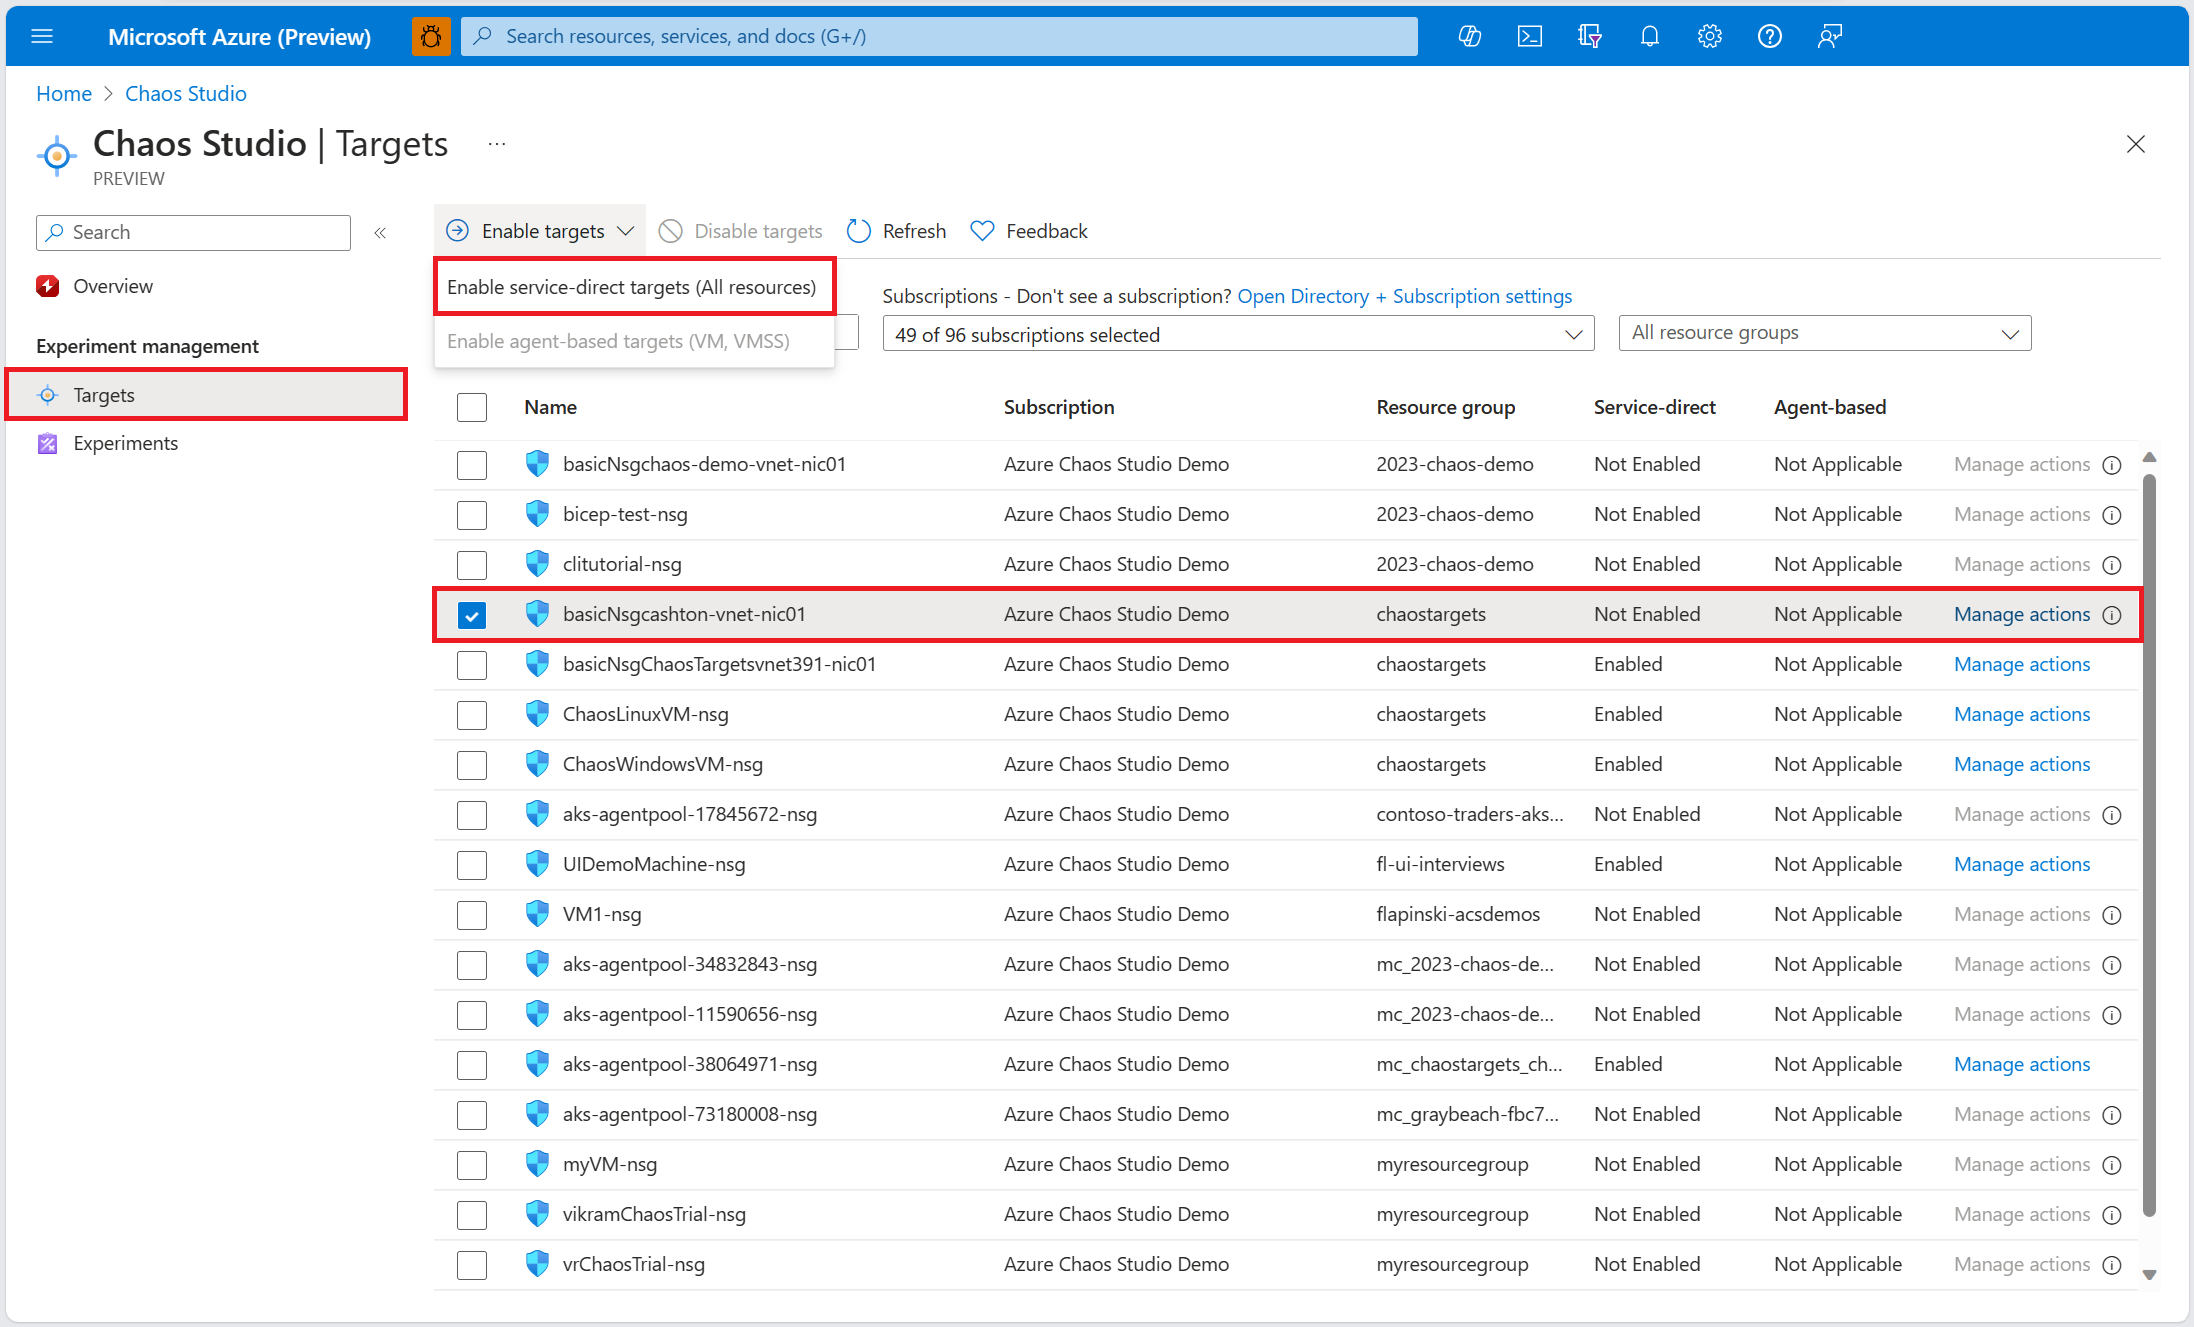 Microsoft Azure (Preview)
Search resources, services, and docs (G+/)
Home > Chaos Studio
Chaos Studio | Targets ...
PREVIEW
Search
«
Overview
Experiment management
Targets
Experiments
Enable targets Disable targets Refresh Feedback
Enable service-direct targets (All resources)
Enable agent-based targets (VM, VMSS)
Subscriptions - Don't see a subscription? Open Directory + Subscription settings
49 of 96 subscriptions selected
All resource groups
Name Subscription Resource group Service-direct Agent-based
basicNsgchaos-demo-vnet-nic01 Azure Chaos Studio Demo 2023-chaos-demo Not Enabled Not Applicable Manage actions
bicep-test-nsg Azure Chaos Studio Demo 2023-chaos-demo Not Enabled Not Applicable Manage actions
clitutorial-nsg Azure Chaos Studio Demo 2023-chaos-demo Not Enabled Not Applicable Manage actions
basicNsgcashton-vnet-nic01 Azure Chaos Studio Demo chaostargets Not Enabled Not Applicable Manage actions
basicNsgChaosTargetsvnet391-nic01 Azure Chaos Studio Demo chaostargets Enabled Not Applicable Manage actions
ChaosLinuxVM-nsg Azure Chaos Studio Demo chaostargets Enabled Not Applicable Manage actions
ChaosWindowsVM-nsg Azure Chaos Studio Demo chaostargets Enabled Not Applicable Manage actions
aks-agentpool-17845672-nsg Azure Chaos Studio Demo contoso-traders-aks... Not Enabled Not Applicable Manage actions
UIDemoMachine-nsg Azure Chaos Studio Demo fl-ui-interviews Enabled Not Applicable Manage actions
VM1-nsg Azure Chaos Studio Demo flapinski-acsdemos Not Enabled Not Applicable Manage actions
aks-agentpool-34832843-nsg Azure Chaos Studio Demo mc_2023-chaos-de... Not Enabled Not Applicable Manage actions
aks-agentpool-11590656-nsg Azure Chaos Studio Demo mc_2023-chaos-de... Not Enabled Not Applicable Manage actions
aks-agentpool-38064971-nsg Azure Chaos Studio Demo mc_chaostargets_ch... Enabled Not Applicable Manage actions
aks-agentpool-73180008-nsg Azure Chaos Studio Demo mc_graybeach-fbc7... Not Enabled Not Applicable Manage actions
myVM-nsg Azure Chaos Studio Demo myresourcegroup Not Enabled Not Applicable Manage actions
vikramChaosTrial-nsg Azure Chaos Studio Demo myresourcegroup Not Enabled Not Applicable Manage actions
vrChaosTrial-nsg Azure Chaos Studio Demo myresourcegroup Not Enabled Not Applicable Manage actions